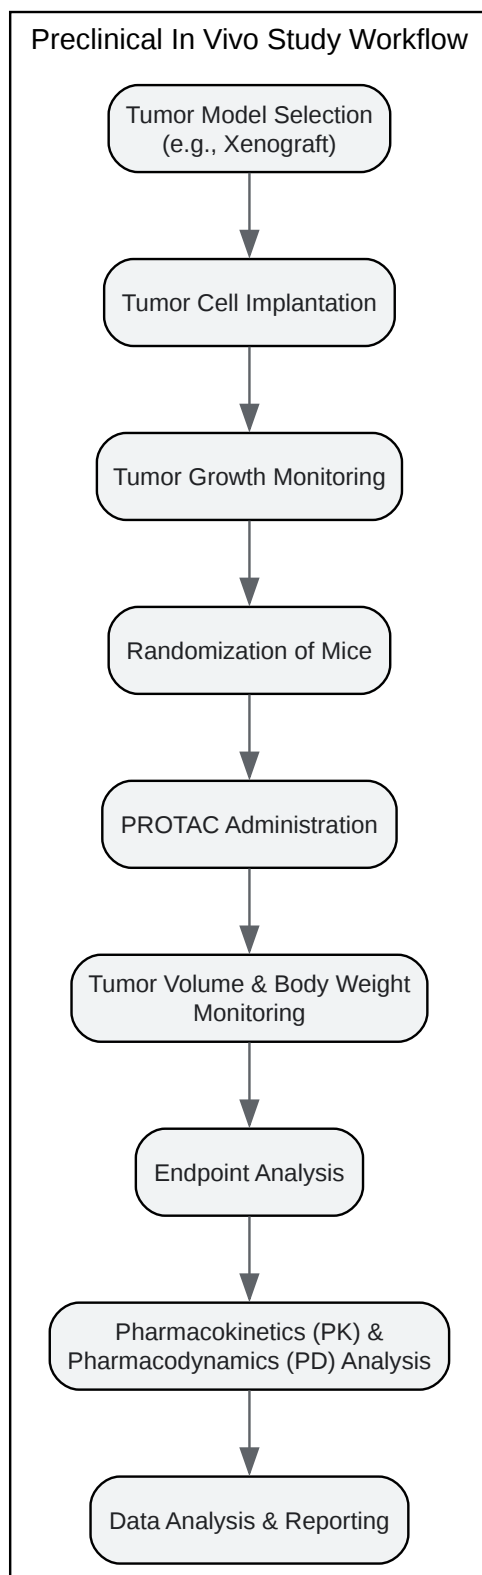 Preclinical In Vivo Study Workflow
Tumor Model Selection
(e.g., Xenograft)
Tumor Cell Implantation
Tumor Growth Monitoring
Randomization of Mice
PROTAC Administration
Tumor Volume & Body Weight
Monitoring
Endpoint Analysis
Pharmacokinetics (PK) &
Pharmacodynamics (PD) Analysis
Data Analysis & Reporting